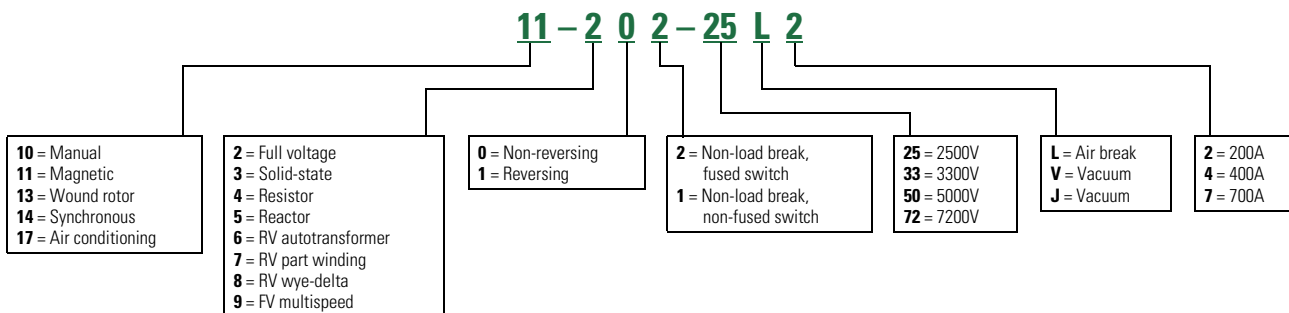 11 – 2 0 2 – 25 L 2
10 = Manual
11 = Magnetic
13 = Wound rotor
14 = Synchronous
17 = Air conditioning
2 = Full voltage
3 = Solid-state
4 = Resistor
5 = Reactor
6 = RV autotransformer
7 = RV part winding
8 = RV wye-delta
9 = FV multispeed
0 = Non-reversing
1 = Reversing
2 = Non-load break,
fused switch
1 = Non-load break,
non-fused switch
25 = 2500V
33 = 3300V
50 = 5000V
72 = 7200V
L = Air break
V = Vacuum
J = Vacuum
2 = 200A
4 = 400A
7 = 700A